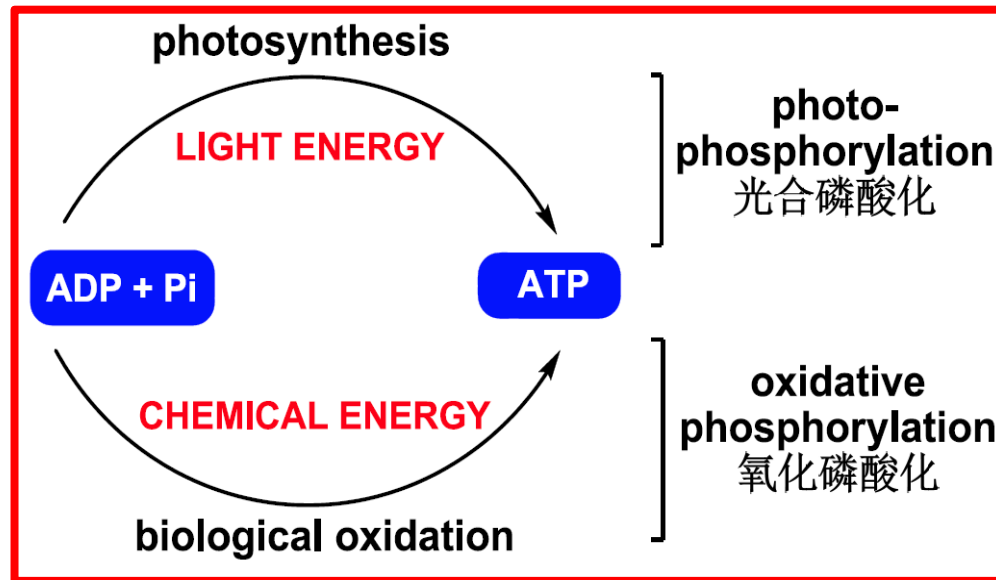 photosynthesis
LIGHT ENERGY
photo-
phosphorylation
光合磷酸化
ADP + Pi
ATP
CHEMICAL ENERGY
oxidative
phosphorylation
氧化磷酸化
biological oxidation